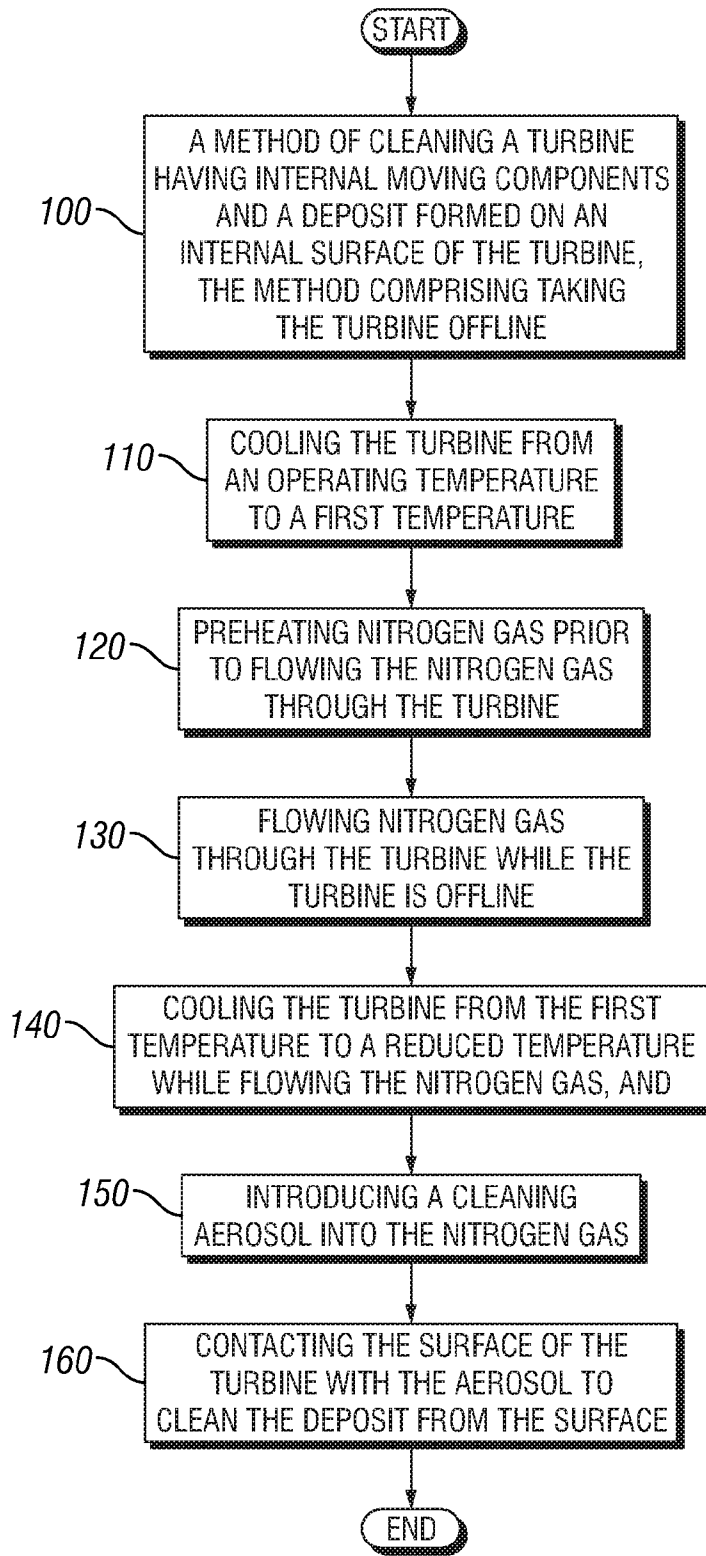 START
100
A METHOD OF CLEANING A TURBINE
HAVING INTERNAL MOVING COMPONENTS
AND A DEPOSIT FORMED ON AN
INTERNAL SURFACE OF THE TURBINE,
THE METHOD COMPRISING TAKING
THE TURBINE OFFLINE
110
COOLING THE TURBINE FROM
AN OPERATING TEMPERATURE
TO A FIRST TEMPERATURE
120
PREHEATING NITROGEN GAS PRIOR
TO FLOWING THE NITROGEN GAS
THROUGH THE TURBINE
130
FLOWING NITROGEN GAS
THROUGH THE TURBINE WHILE THE
TURBINE IS OFFLINE
140
COOLING THE TURBINE FROM THE FIRST
TEMPERATURE TO A REDUCED TEMPERATURE
WHILE FLOWING THE NITROGEN GAS, AND
150
INTRODUCING A CLEANING
AEROSOL INTO THE NITROGEN GAS
160
CONTACTING THE SURFACE OF THE
TURBINE WITH THE AEROSOL TO
CLEAN THE DEPOSIT FROM THE SURFACE
END